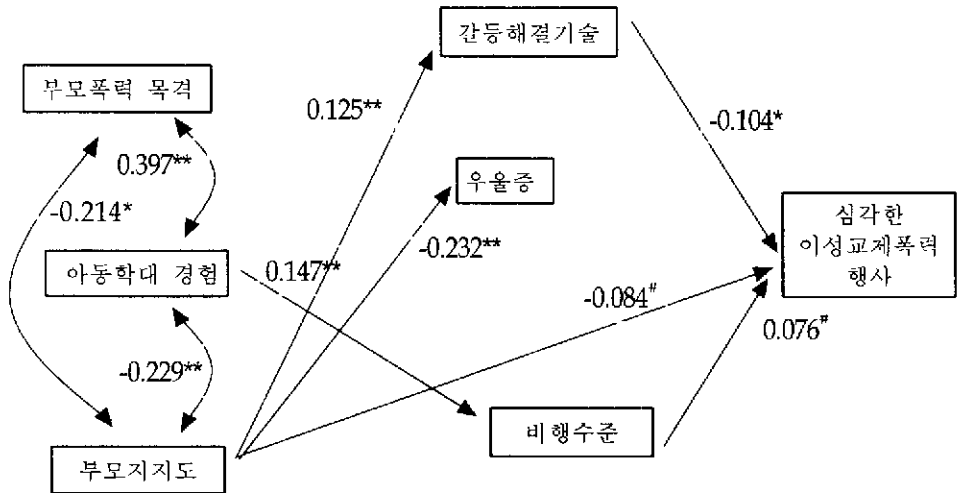 갈등해결기술
부모폭력 목격
0.125**
-0.104*
0.397**
우울증
-0.214*
심각한
이성교제폭력
행사
-0.232**
아동학대 경험
0.147**
-0.084#
0.076#
-0.229**
비행수준
부모지지도